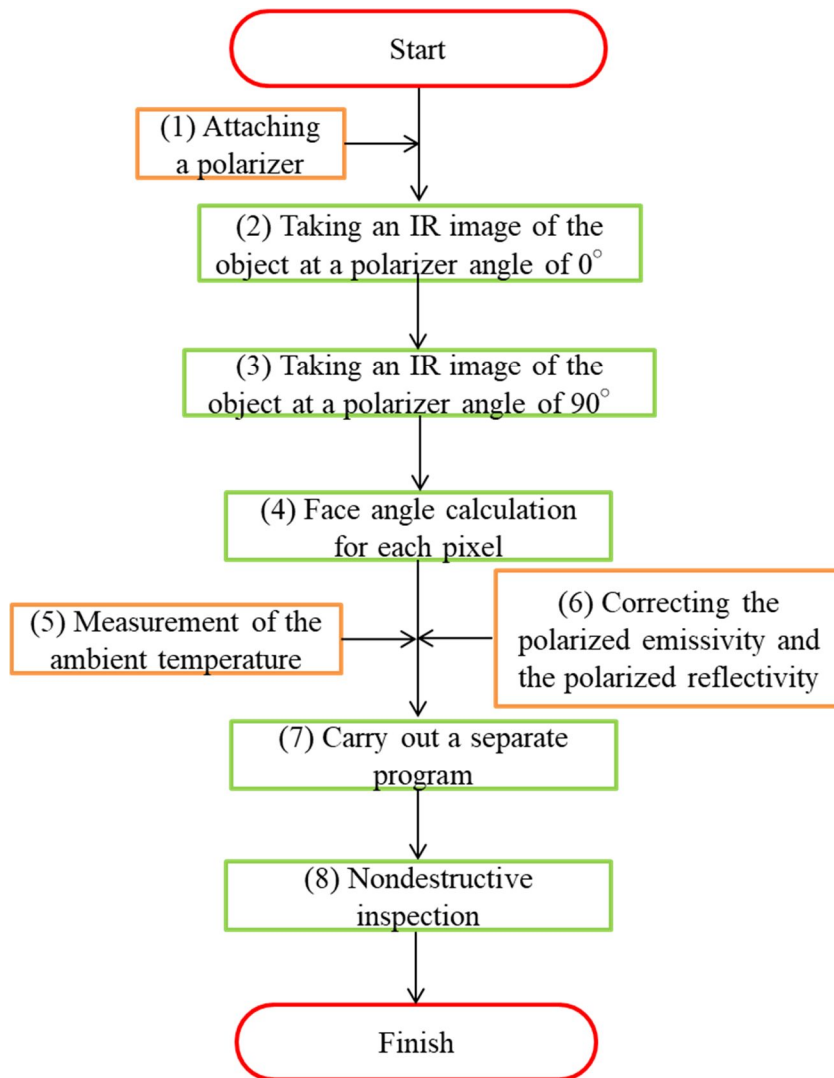 Start
(1) Attaching
a polarizer
(2) Taking an IR image of the
object at a polarizer angle of 0°
(3) Taking an IR image of the
object at a polarizer angle of 90°
(4) Face angle calculation
for each pixel
(5) Measurement of the
ambient temperature
(6) Correcting the
polarized emissivity and
the polarized reflectivity
(7) Carry out a separate
program
(8) Nondestructive
inspection
Finish